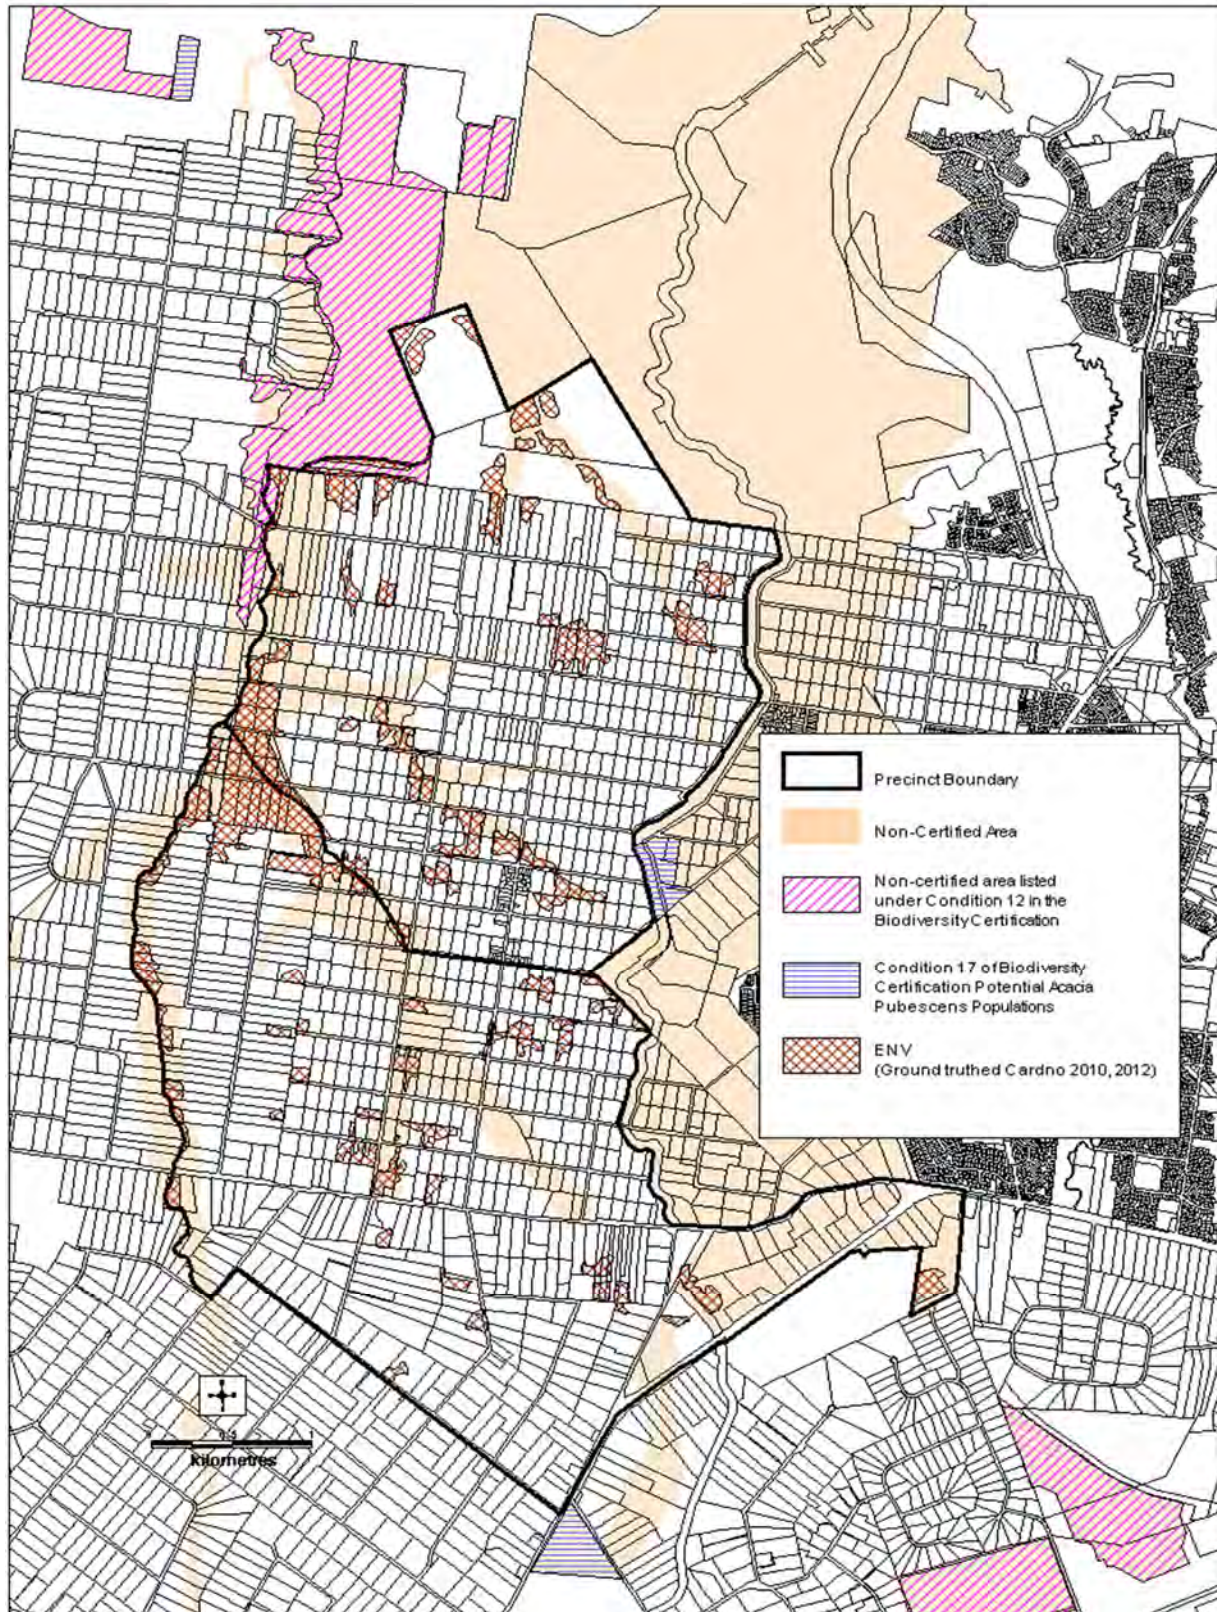 Precinct Boundary
Non-Certified Area
Non-certified area listed
under Condition 12 in the
Biodiversity Certification
Condition 17 of Biodiversity
Certification Potential Acacia
Pubescens Populations
ENV
(Ground truthed Cardno 2010, 2012)
kilometres